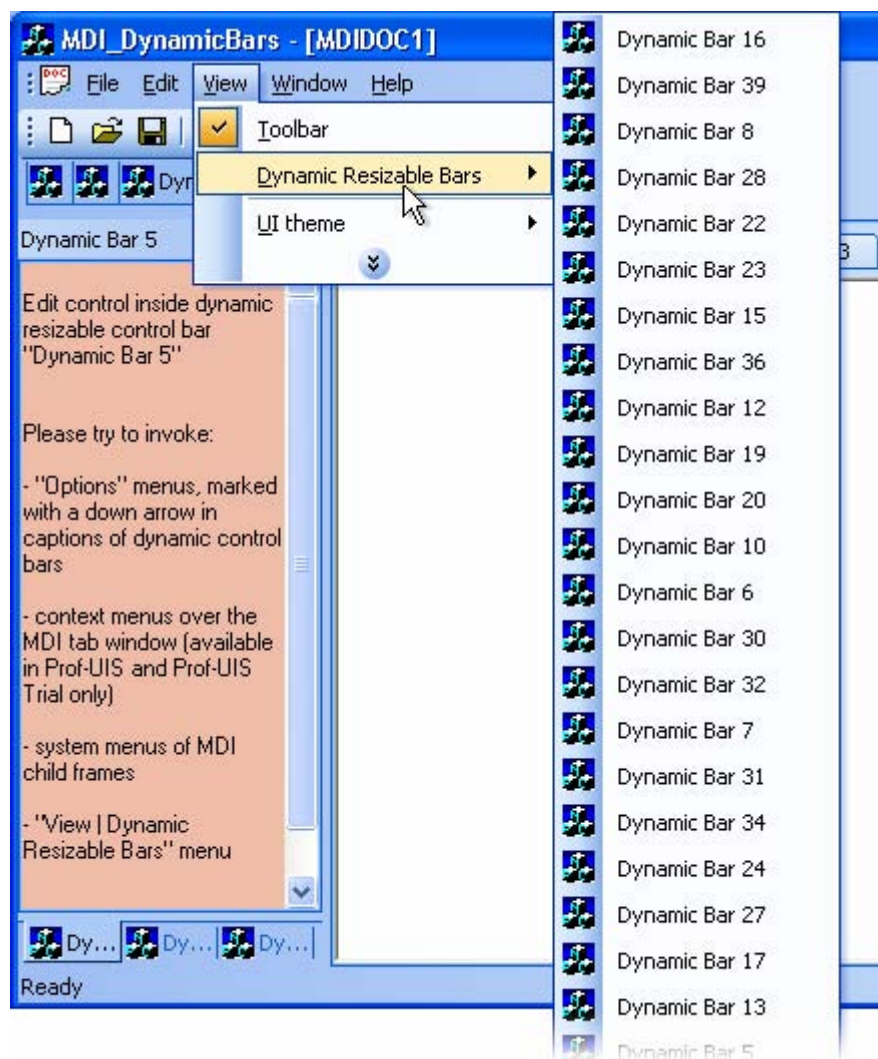 MDI_DynamicBars - [MDIDOC1]
File Edit View Window Help
Toolbar
Dynamic Resizable Bars
UI theme
Dyn
Dynamic Bar 5
3
Edit control inside dynamic
resizable control bar
"Dynamic Bar 5"
Please try to invoke:
- "Options" menus, marked
with a down arrow in
captions of dynamic control
bars
- context menus over the
MDI tab window (available
in Prof-UIS and Prof-UIS
Trial only)
- system menus of MDI
child frames
- "View | Dynamic
Resizable Bars" menu
Dy... Dy... Dy...
Ready
Dynamic Bar 16
Dynamic Bar 39
Dynamic Bar 8
Dynamic Bar 28
Dynamic Bar 22
Dynamic Bar 23
Dynamic Bar 15
Dynamic Bar 36
Dynamic Bar 12
Dynamic Bar 19
Dynamic Bar 20
Dynamic Bar 10
Dynamic Bar 6
Dynamic Bar 30
Dynamic Bar 32
Dynamic Bar 7
Dynamic Bar 31
Dynamic Bar 34
Dynamic Bar 24
Dynamic Bar 27
Dynamic Bar 17
Dynamic Bar 13
Dynamic Bar 5